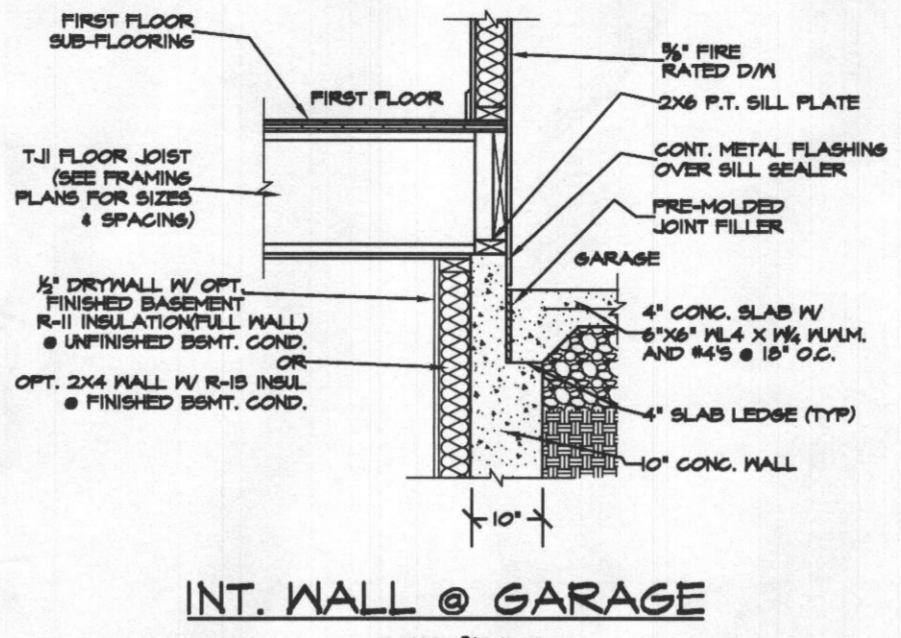 FIRST FLOOR
SUB-FLOORING
FIRST FLOOR
TJI FLOOR JOIST
(SEE FRAMING
PLANS FOR SIZES
& SPACING)
½" DRYWALL W/ OPT.
FINISHED BASEMENT
R-11 INSULATION(FULL WALL)
@ UNFINISHED BSMT. COND.
OR
OPT. 2X4 WALL W/ R-13 INSUL
@ FINISHED BSMT. COND.
⅝" FIRE
RATED D/W
2X6 P.T. SILL PLATE
CONT. METAL FLASHING
OVER SILL SEALER
PRE-MOLDED
JOINT FILLER
GARAGE
4" CONC. SLAB W/
6"X6" W1.4 X W¼ W.W.M.
AND #4'S @ 18" O.C.
4" SLAB LEDGE (TYP)
10" CONC. WALL
10"
INT. WALL @ GARAGE